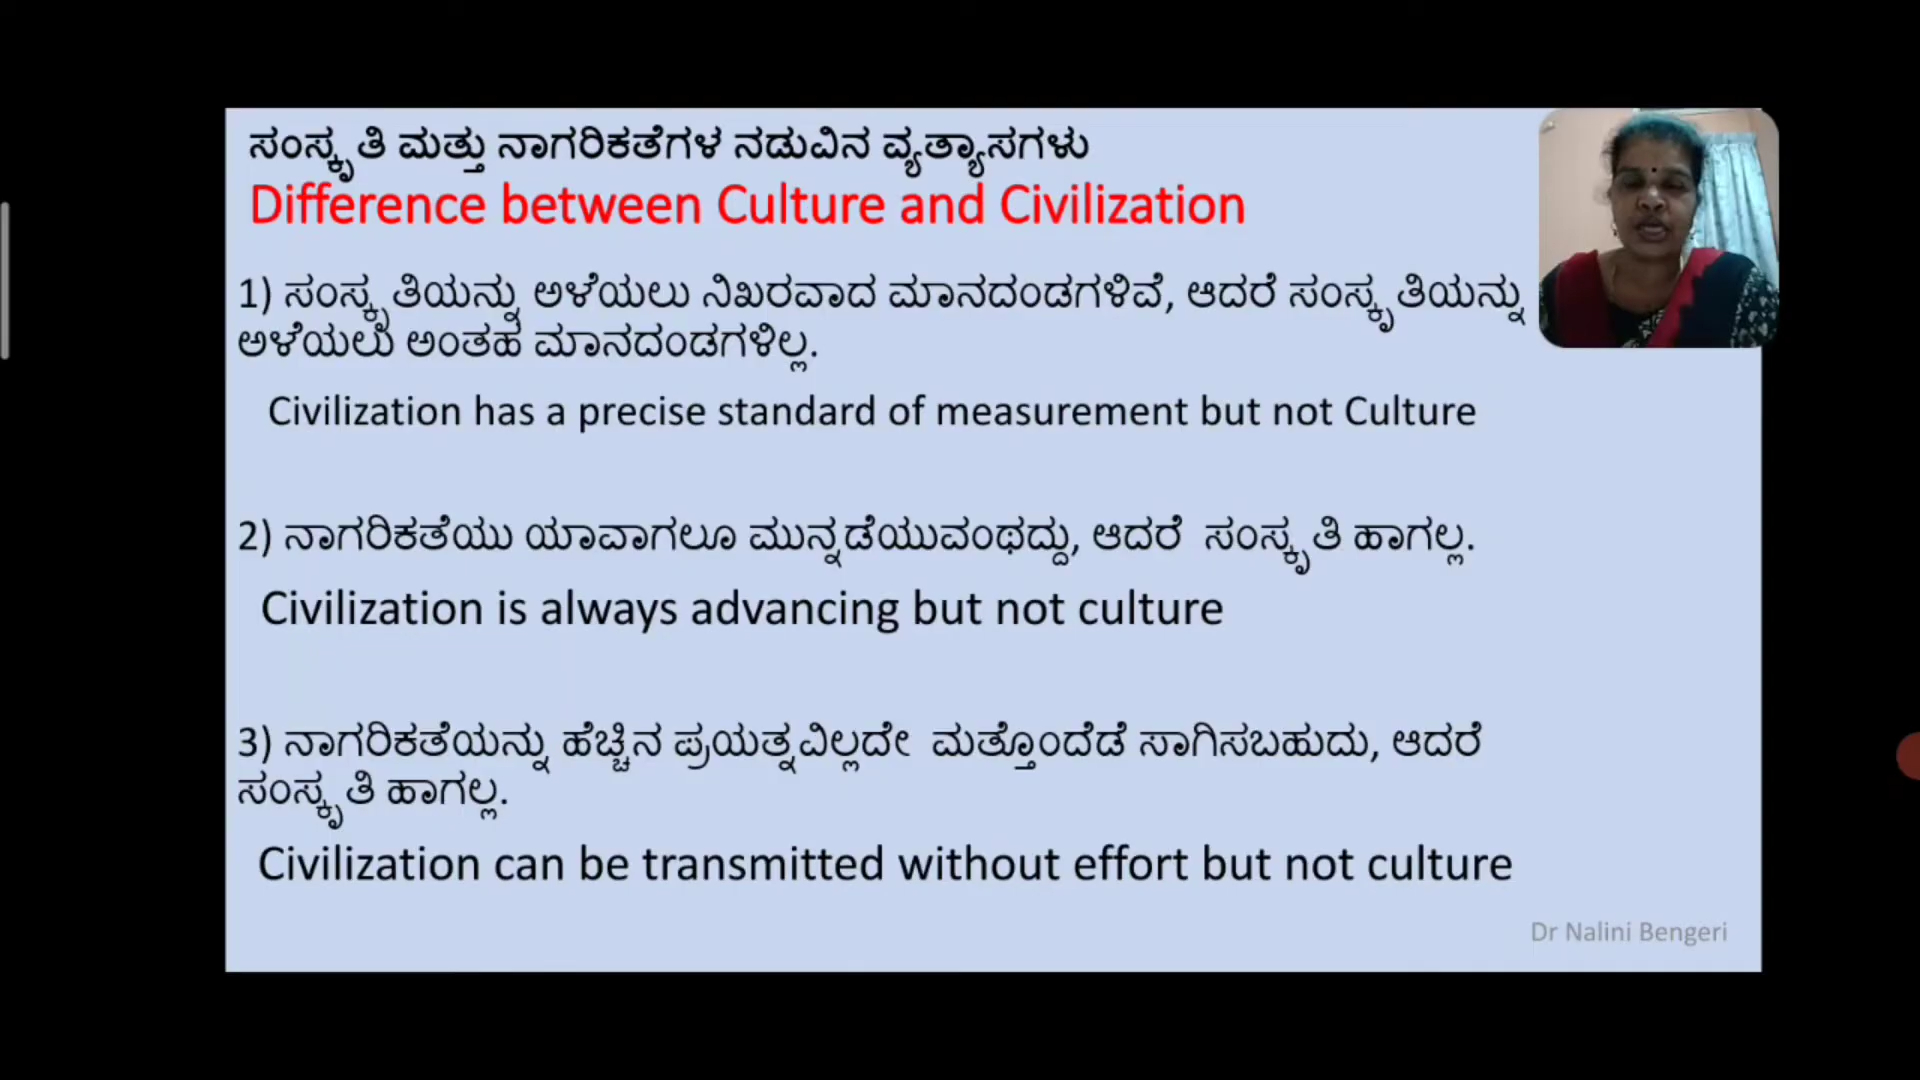 ಸಂಸ್ಕೃತಿ ಮತ್ತು ನಾಗರಿಕತೆಗಳ ನಡುವಿನ ವ್ಯತ್ಯಾಸಗಳು
Difference between Culture and Civilization
1) ಸಂಸ್ಕೃತಿಯನ್ನು ಅಳೆಯಲು ನಿಖರವಾದ ಮಾನದಂಡಗಳಿವೆ, ಆದರೆ ಸಂಸ್ಕೃತಿಯನ್ನು
ಅಳೆಯಲು ಅಂತಹ ಮಾನದಂಡಗಳಿಲ್ಲ.
Civilization has a precise standard of measurement but not Culture
2) ನಾಗರಿಕತೆಯು ಯಾವಾಗಲೂ ಮುನ್ನಡೆಯುವಂಥದ್ದು, ಆದರೆ ಸಂಸ್ಕೃತಿ ಹಾಗಲ್ಲ.
Civilization is always advancing but not culture
3) ನಾಗರಿಕತೆಯನ್ನು ಹೆಚ್ಚಿನ ಪ್ರಯತ್ನವಿಲ್ಲದೇ ಮತ್ತೊಂದೆಡೆ ಸಾಗಿಸಬಹುದು, ಆದರೆ
ಸಂಸ್ಕೃತಿ ಹಾಗಲ್ಲ.
Civilization can be transmitted without effort but not culture
Dr Nalini Bengeri